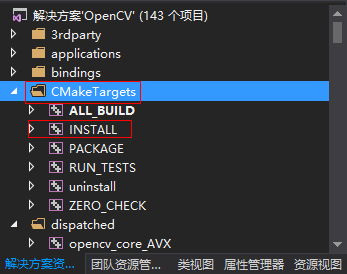 解决方案'OpenCV' (143 个项目)
3rdparty
applications
bindings
CMakeTargets
ALL_BUILD
INSTALL
PACKAGE
RUN_TESTS
uninstall
ZERO_CHECK
dispatched
opencv_core_AVX
解决方案资... 团队资源管... 类视图 属性管理器 资源视图